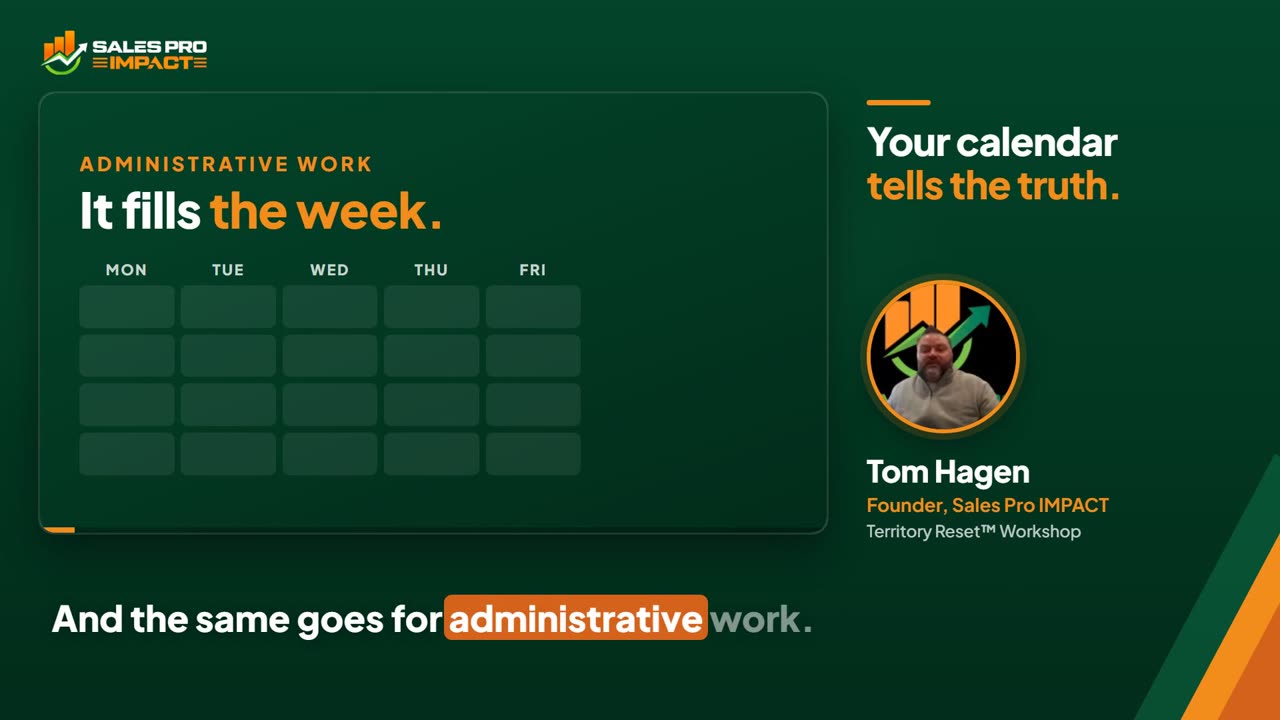 SALES PRO
IMPACT
ADMINISTRATIVE WORK
It fills the week.
MON TUE WED THU FRI
Your calendar
tells the truth.
Tom Hagen
Founder, Sales Pro IMPACT
Territory Reset™ Workshop
And the same goes for administrative work.